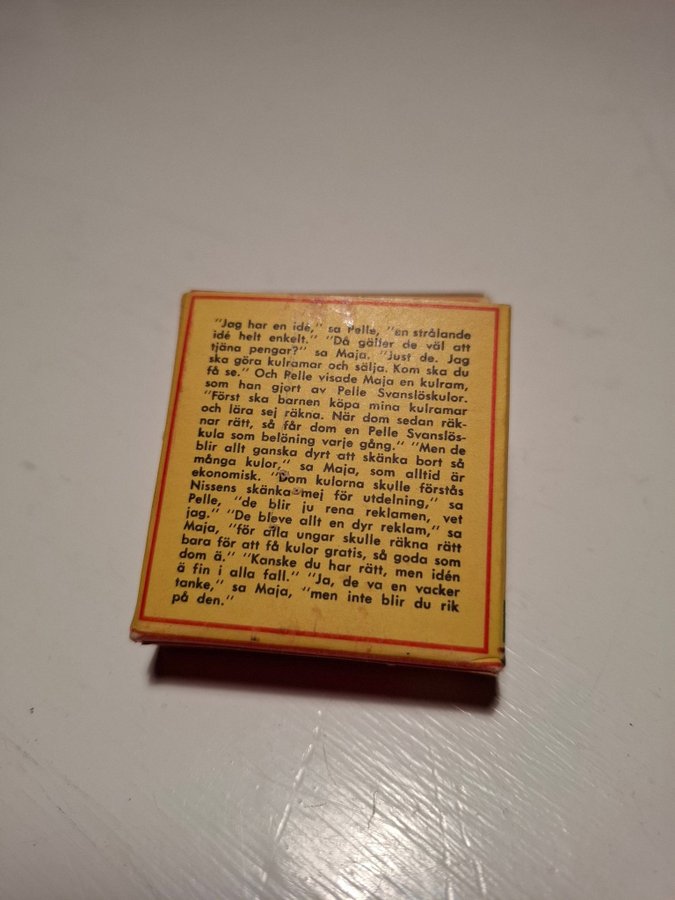 "Jag har en idé," sa Pelle, "en strålande
idé helt enkelt." "Då gäller de väl att
tjäna pengar?" sa Maja. "Just de. Jag
ska göra kulramar och sälja. Kom ska du
få se." Och Pelle visade Maja en kulram,
som han gjort av Pelle Svanslöskulor.
"Först ska barnen köpa mina kulramar
och lära sej räkna. När dom sedan räk-
nar rätt, så får dom en Pelle Svanslös-
kula som belöning varje gång." "Men de
blir allt ganska dyrt att skänka bort så
många kulor," sa Maja, som alltid är
ekonomisk. "Dom kulorna skulle förstås
Nissens skänka mej för utdelning," sa
Pelle, "de blir ju rena reklamen, vet
jag." "De bleve allt en dyr reklam," sa
Maja, "för alla ungar skulle räkna rätt
bara för att få kulor gratis, så goda som
dom ä." "Kanske du har rätt, men idén
ä fin i alla fall." "Ja, de va en vacker
tanke," sa Maja, "men inte blir du rik
på den."